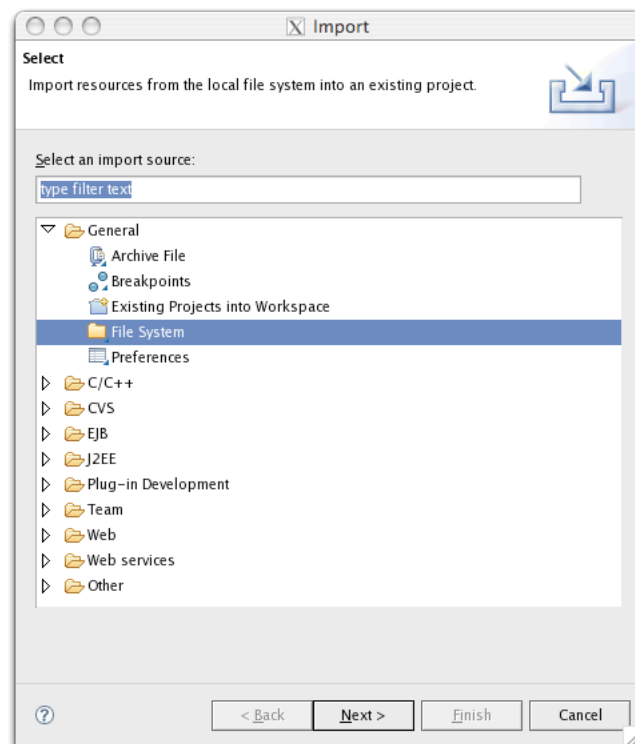 Import
Select
Import resources from the local file system into an existing project.
Select an import source:
type filter text
General
Archive File
Breakpoints
Existing Projects into Workspace
File System
Preferences
C/C++
CVS
EJB
J2EE
Plug-in Development
Team
Web
Web services
Other
? < Back Next > Finish Cancel